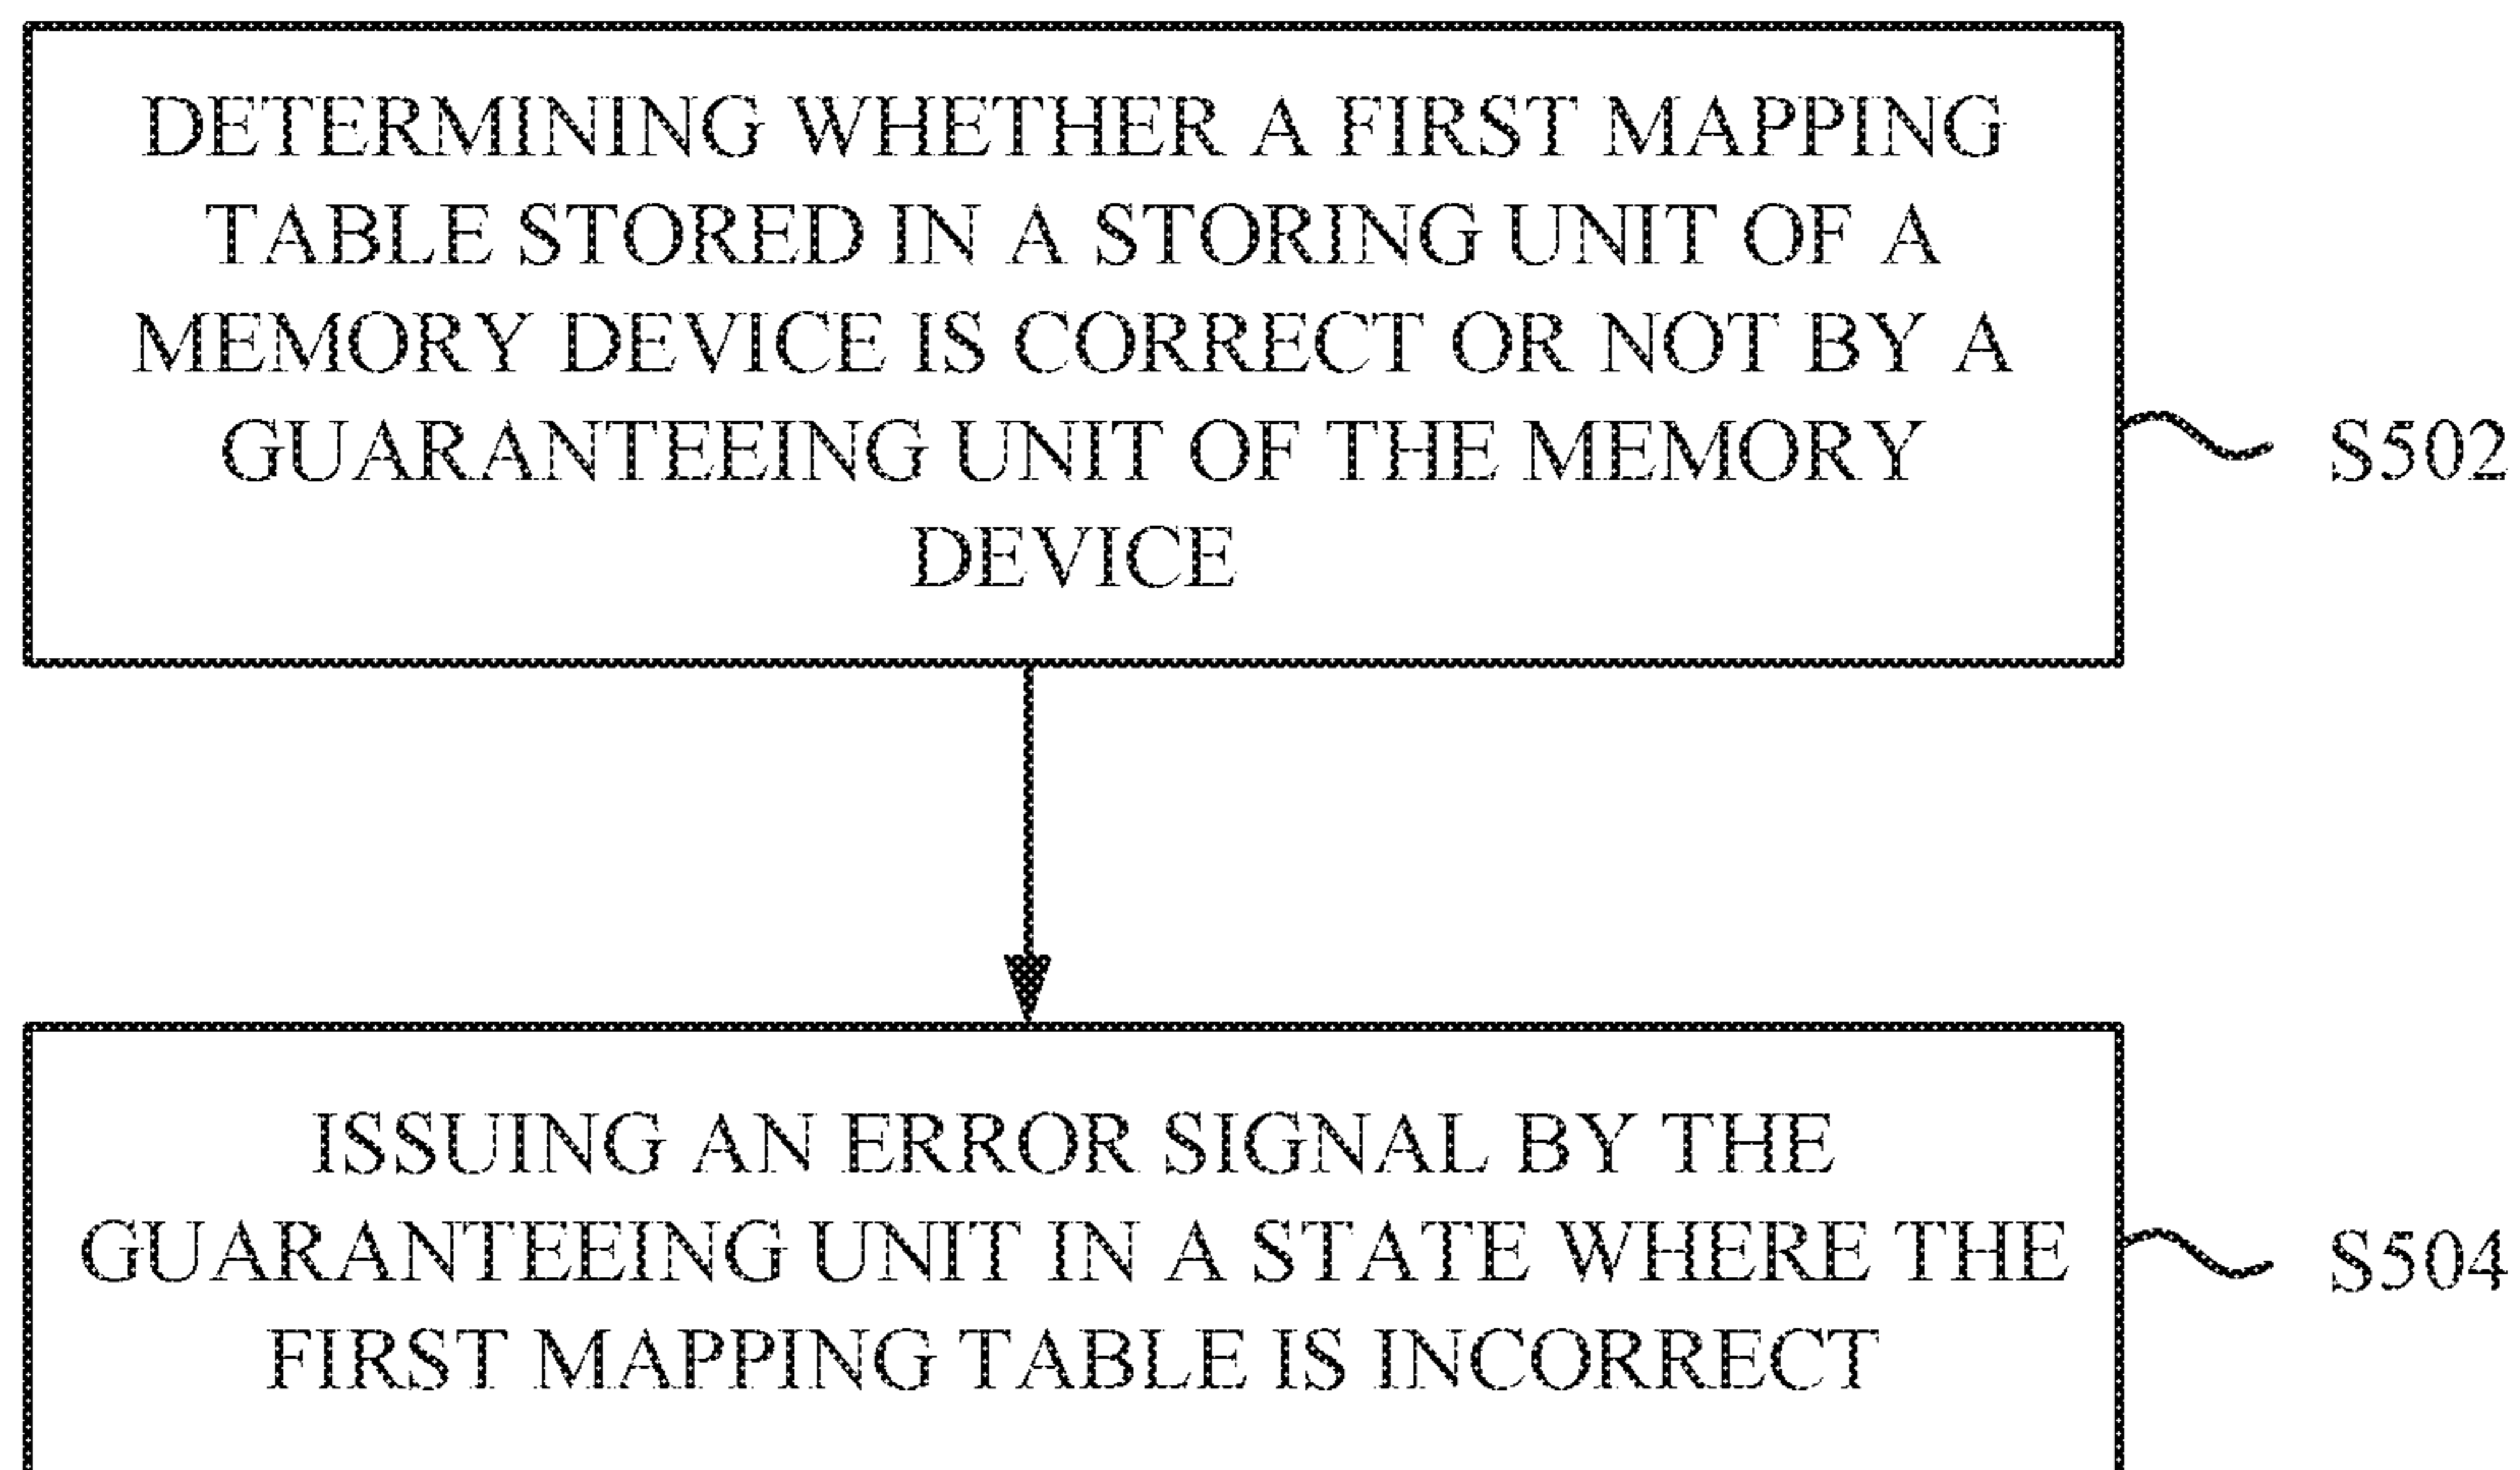 DETERMINING WHETHER A FIRST MAPPING
TABLE STORED IN A STORING UNIT OF A
MEMORY DEVICE IS CORRECT OR NOT BY A
GUARANTEEING UNIT OF THE MEMORY
DEVICE
S502
ISSUING AN ERROR SIGNAL BY THE
GUARANTEEING UNIT IN A STATE WHERE THE
FIRST MAPPING TABLE IS INCORRECT
S504